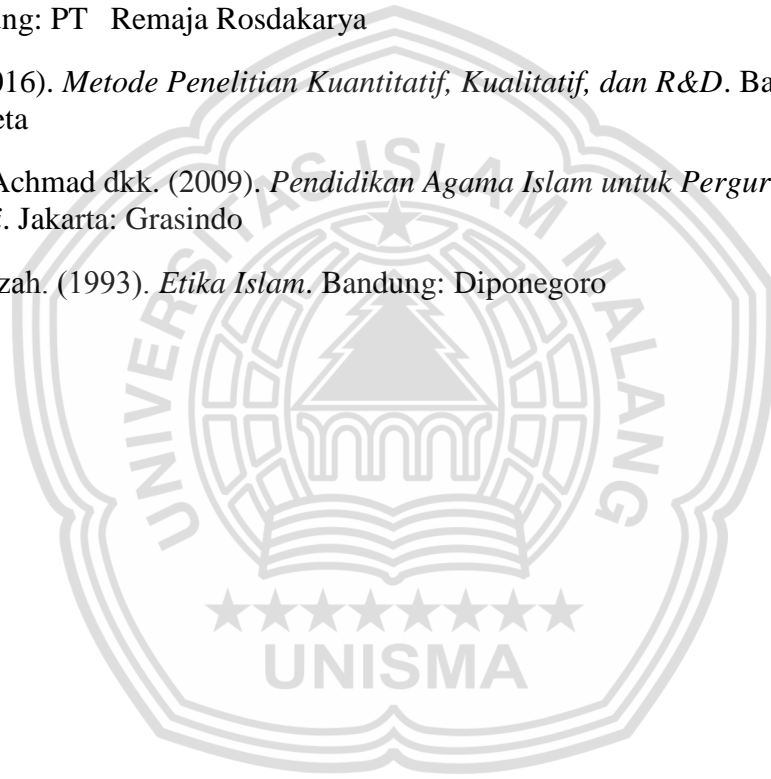 ung: PT Remaja Rosdakarya
016). Metode Penelitian Kuantitatif, Kualitatif, dan R&D. Ba
eta
Achmad dkk. (2009). Pendidikan Agama Islam untuk Pergur
. Jakarta: Grasindo
zah. (1993). Etika Islam. Bandung: Diponegoro
UNIVERSITAS ISLAM MALANG
UNISMA